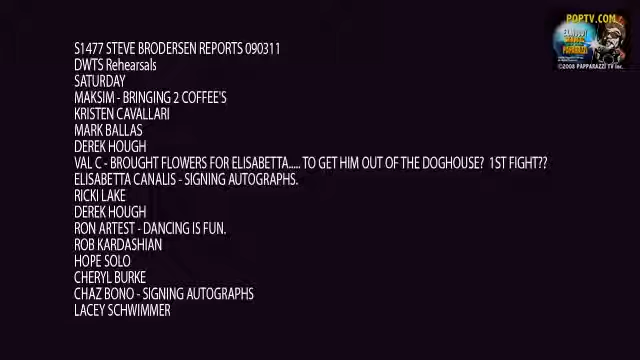 POPTV.COM
©2008 PAPPARAZZI TV Inc.
S1477 STEVE BRODERSEN REPORTS 090311
DWTS Rehearsals
SATURDAY
MAKSIM - BRINGING 2 COFFEE'S
KRISTEN CAVALLARI
MARK BALLAS
DEREK HOUGH
VAL C - BROUGHT FLOWERS FOR ELISABETTA..... TO GET HIM OUT OF THE DOGHOUSE? 1ST FIGHT??
ELISABETTA CANALIS - SIGNING AUTOGRAPHS.
RICKI LAKE
DEREK HOUGH
RON ARTEST - DANCING IS FUN.
ROB KARDASHIAN
HOPE SOLO
CHERYL BURKE
CHAZ BONO - SIGNING AUTOGRAPHS
LACEY SCHWIMMER